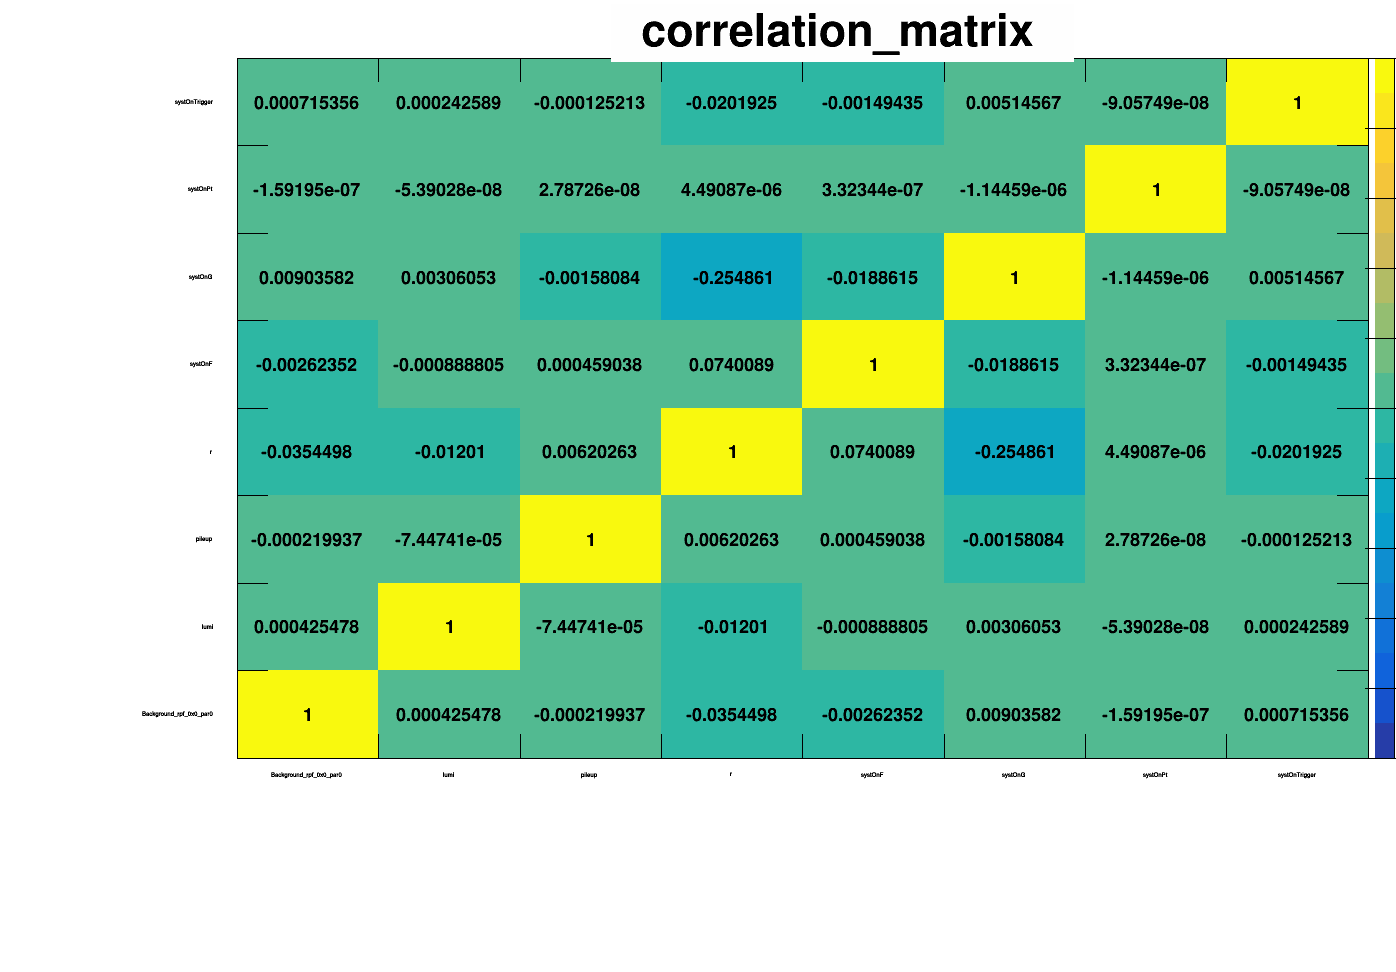 correlation_matrix
systOnTrigger 0.000715356 0.000242589 -0.000125213 -0.0201925 -0.00149435 0.00514567 -9.05749e-08 1
systOnPt -1.59195e-07 -5.39028e-08 2.78726e-08 4.49087e-06 3.32344e-07 -1.14459e-06 1 -9.05749e-08
systOnG 0.00903582 0.00306053 -0.00158084 -0.254861 -0.0188615 1 -1.14459e-06 0.00514567
systOnF -0.00262352 -0.000888805 0.000459038 0.0740089 1 -0.0188615 3.32344e-07 -0.00149435
r -0.0354498 -0.01201 0.00620263 1 0.0740089 -0.254861 4.49087e-06 -0.0201925
pileup -0.000219937 -7.44741e-05 1 0.00620263 0.000459038 -0.00158084 2.78726e-08 -0.000125213
lumi 0.000425478 1 -7.44741e-05 -0.01201 -0.000888805 0.00306053 -5.39028e-08 0.000242589
Background_rpf_0x0_par0 1 0.000425478 -0.000219937 -0.0354498 -0.00262352 0.00903582 -1.59195e-07 0.000715356
Background_rpf_0x0_par0 lumi pileup r systOnF systOnG systOnPt systOnTrigger